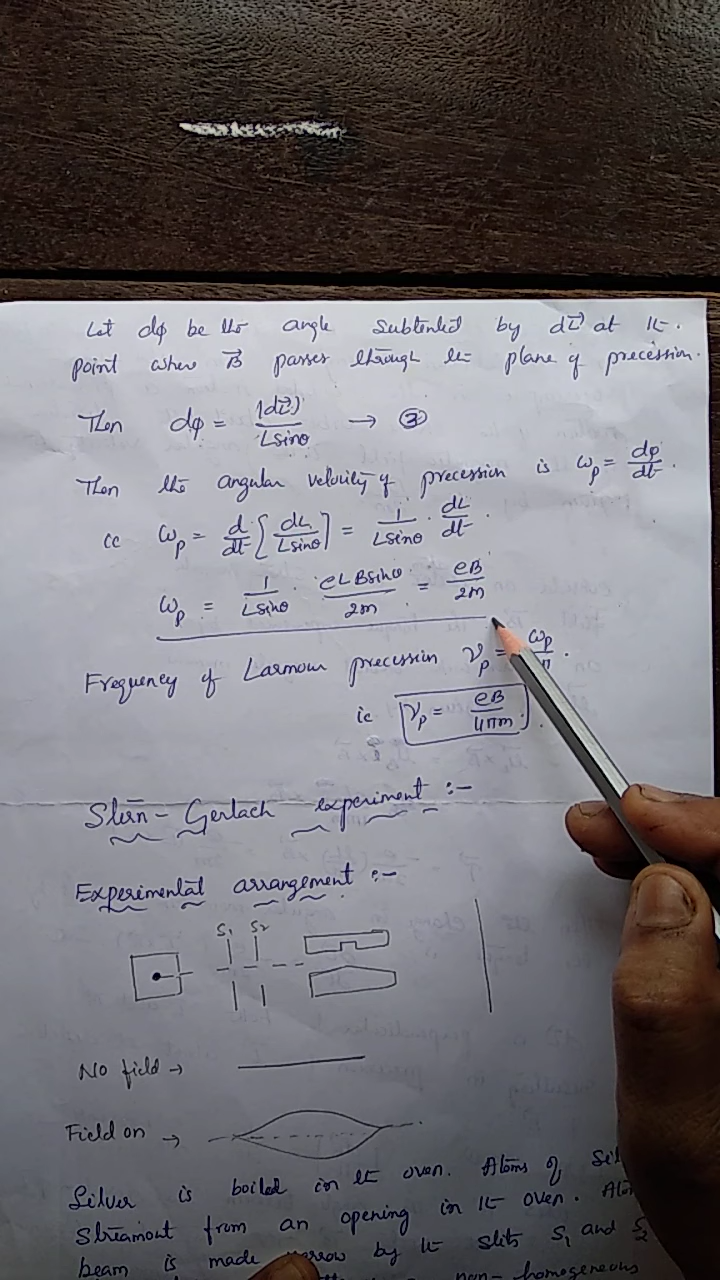 Let dφ be the angle subtended by dL⃗ at the
point where B⃗ passes through the plane of precession.
Then dφ = |dL⃗| / L sinθ → ③
Then the angular velocity of precession is ωp = dφ/dt.
ie ωp = d/dt [dL / L sinθ] = 1 / L sinθ · dL/dt.
ωp = 1 / L sinθ · eLB sinθ / 2m = eB / 2m
Frequency of Larmour precession νp = ωp
ie νp = eB / 4πm.
Stern-Gerlach experiment :-
Experimental arrangement :-
S1 S2
No field →
Field on →
Silver is boiled in the oven. Atoms of
Streamout from an opening in the oven.
beam is made narrow by the slits S1 and S2
non-homogeneous